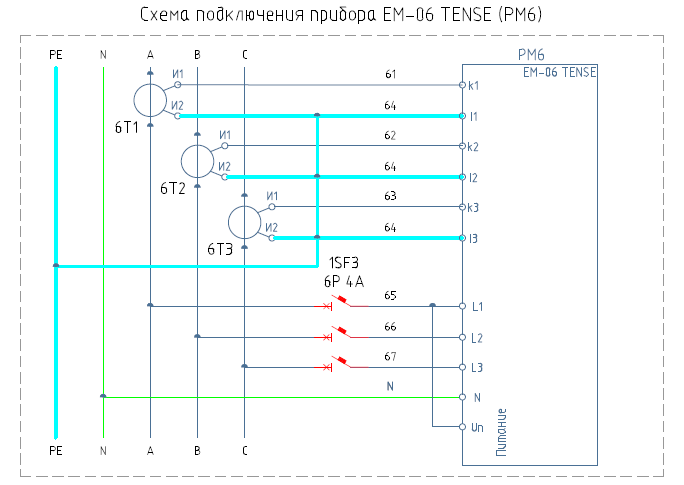 Схема подключения прибора EM-06 TENSE (PM6)
PE N A B C
PM6
EM-06 TENSE
И1 61 k1
И2 64 I1
6T1
И1 62 k2
И2 64 I2
6T2
И1 63 k3
И2 64 I3
6T3
1SF3
6P 4A
65 L1
66 L2
67 L3
N N
Un
Питание
PE N A B C